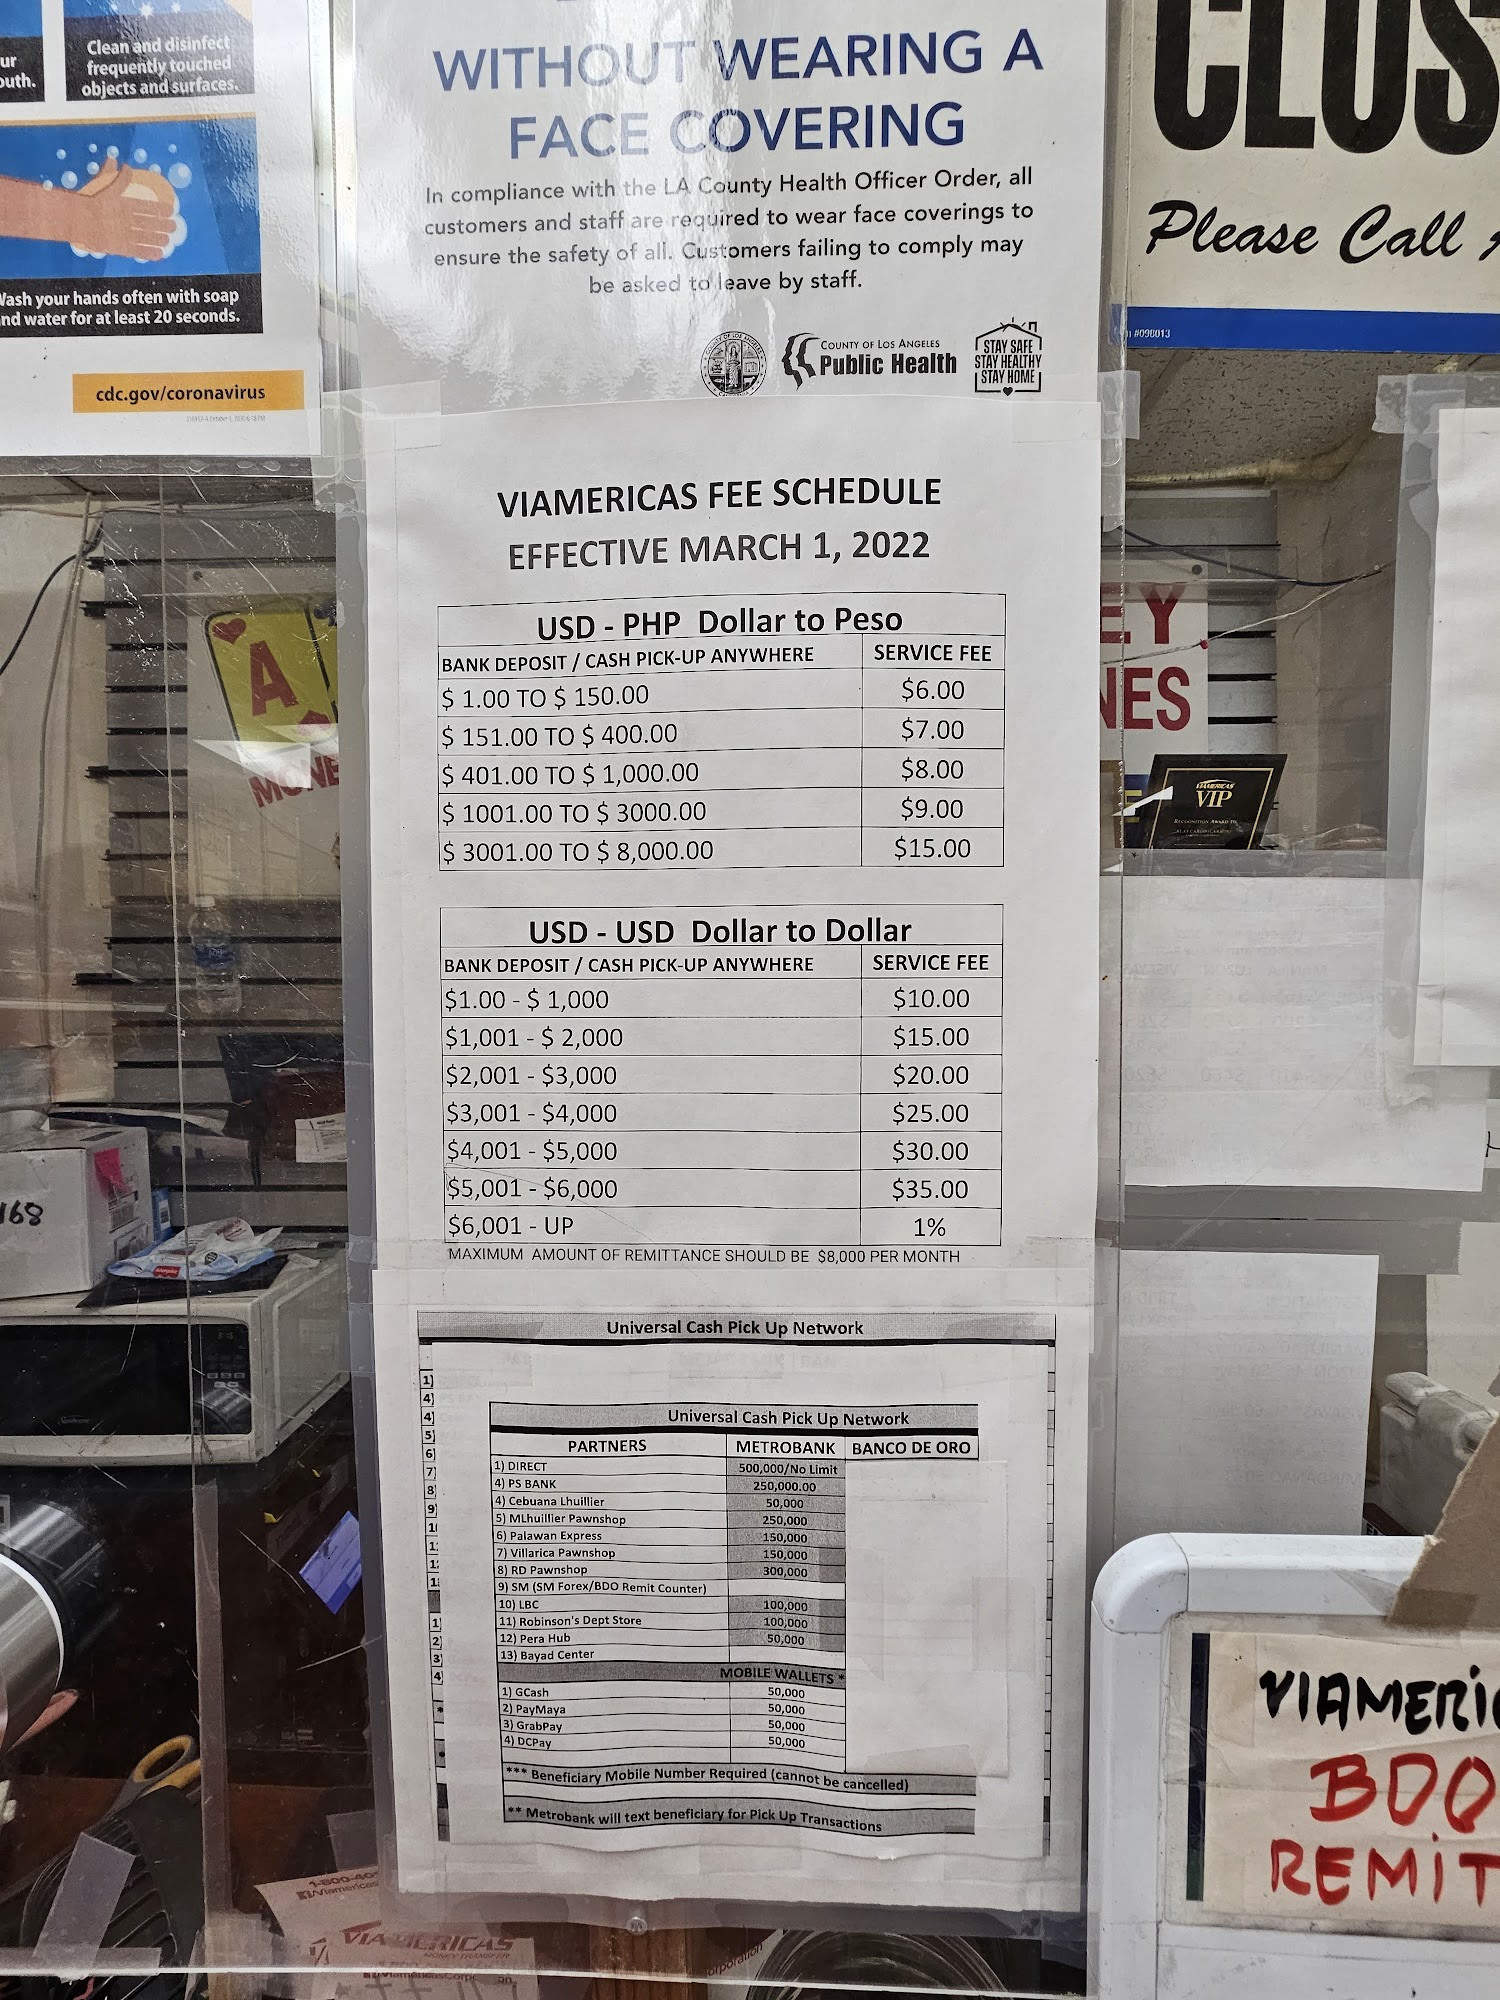 Clean and disinfect
frequently touched
objects and surfaces.
outh.
Wash your hands often with soap
and water for at least 20 seconds.
cdc.gov/coronavirus
WITHOUT WEARING A
FACE COVERING
In compliance with the LA County Health Officer Order, all
customers and staff are required to wear face coverings to
ensure the safety of all. Customers failing to comply may
be asked to leave by staff.
COUNTY OF LOS ANGELES
Public Health
STAY SAFE
STAY HEALTHY
STAY HOME
CLOS
Please Call
#098013
VIAMERICAS FEE SCHEDULE
EFFECTIVE MARCH 1, 2022
USD - PHP Dollar to Peso
BANK DEPOSIT / CASH PICK-UP ANYWHERE SERVICE FEE
$ 1.00 TO $ 150.00 $6.00
$ 151.00 TO $ 400.00 $7.00
$ 401.00 TO $ 1,000.00 $8.00
$ 1001.00 TO $ 3000.00 $9.00
$ 3001.00 TO $ 8,000.00 $15.00
USD - USD Dollar to Dollar
BANK DEPOSIT / CASH PICK-UP ANYWHERE SERVICE FEE
$1.00 - $ 1,000 $10.00
$1,001 - $ 2,000 $15.00
$2,001 - $3,000 $20.00
$3,001 - $4,000 $25.00
$4,001 - $5,000 $30.00
$5,001 - $6,000 $35.00
$6,001 - UP 1%
MAXIMUM AMOUNT OF REMITTANCE SHOULD BE $8,000 PER MONTH
Universal Cash Pick Up Network
Universal Cash Pick Up Network
PARTNERS METROBANK BANCO DE ORO
1) DIRECT 500,000/No Limit
4) PS BANK 250,000.00
4) Cebuana Lhuillier 50,000
5) MLhuillier Pawnshop 250,000
6) Palawan Express 150,000
7) Villarica Pawnshop 150,000
8) RD Pawnshop 300,000
9) SM (SM Forex/BDO Remit Counter)
10) LBC 100,000
11) Robinson's Dept Store 100,000
12) Pera Hub 50,000
13) Bayad Center
MOBILE WALLETS *
1) GCash 50,000
2) PayMaya 50,000
3) GrabPay 50,000
4) DCPay 50,000
*** Beneficiary Mobile Number Required (cannot be cancelled)
** Metrobank will text beneficiary for Pick Up Transactions
A
MONE
EY
NES
VIAMERICAS
VIP
RECOGNITION AWARD TO
168
VIAMERIC
BDO
REMIT
VIAMERICAS